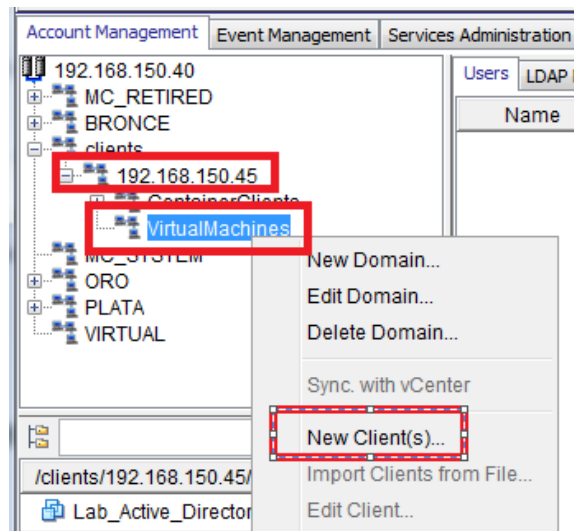 Account Management Event Management Services Administration
192.168.150.40
MC_RETIRED
BRONCE
clients
192.168.150.45
ContainerClients
VirtualMachines
MC_SYSTEM
ORO
PLATA
VIRTUAL
Users LDAP
Name
New Domain...
Edit Domain...
Delete Domain...
Sync. with vCenter
New Client(s)...
Import Clients from File...
Edit Client...
/clients/192.168.150.45/
Lab_Active_Director